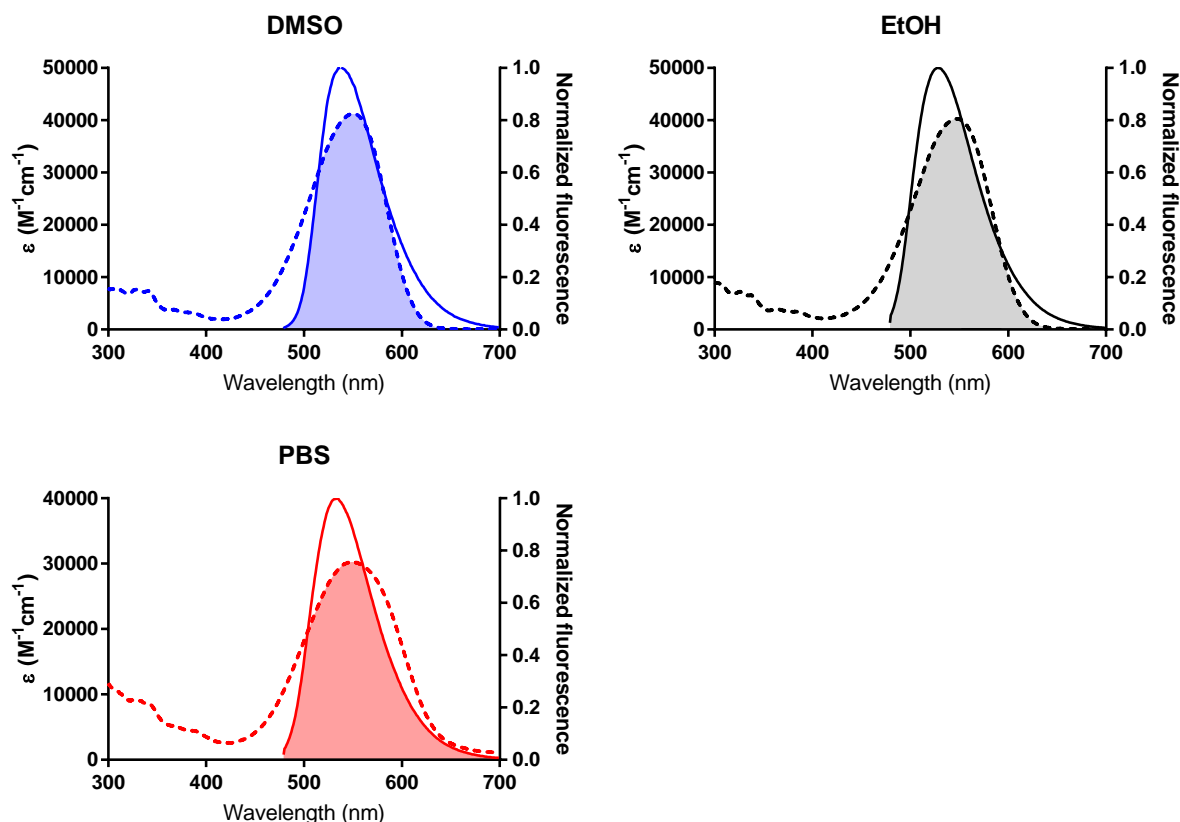 DMSO
50000
40000
30000
20000
10000
0
ε (M⁻¹cm⁻¹)
1.0
0.8
0.6
0.4
0.2
0.0
Normalized fluorescence
300 400 500 600 700
Wavelength (nm)
EtOH
50000
40000
30000
20000
10000
0
ε (M⁻¹cm⁻¹)
1.0
0.8
0.6
0.4
0.2
0.0
Normalized fluorescence
300 400 500 600 700
Wavelength (nm)
PBS
40000
30000
20000
10000
0
ε (M⁻¹cm⁻¹)
1.0
0.8
0.6
0.4
0.2
0.0
Normalized fluorescence
300 400 500 600 700
Wavelength (nm)